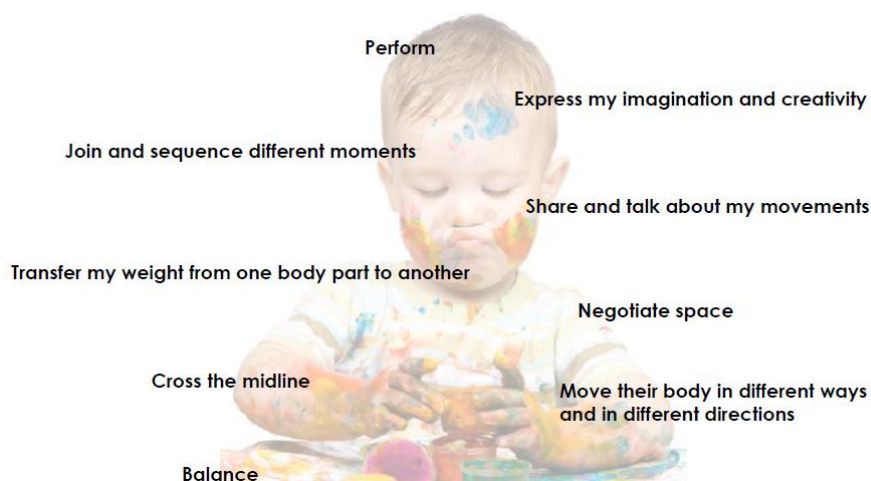 Perform
Express my imagination and creativity
Join and sequence different moments
Share and talk about my movements
Transfer my weight from one body part to another
Negotiate space
Cross the midline
Move their body in different ways
and in different directions
Balance